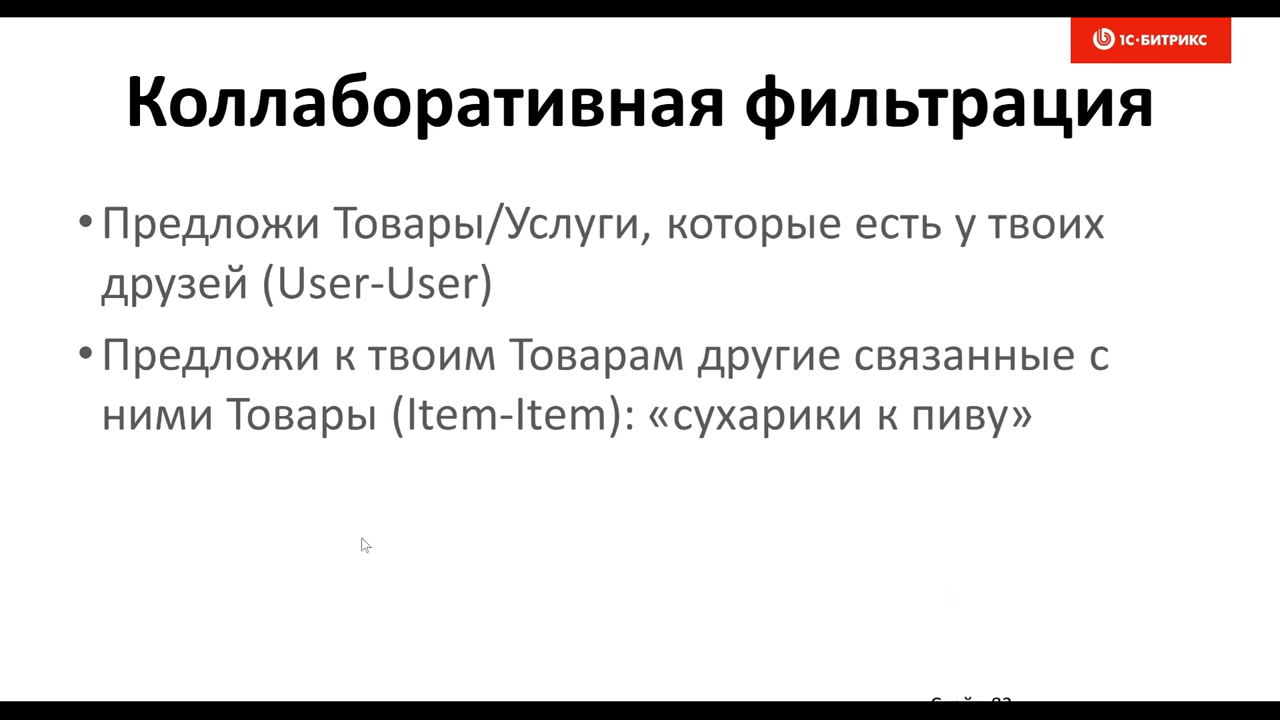 1С·БИТРИКС
Коллаборативная фильтрация
• Предложи Товары/Услуги, которые есть у твоих
друзей (User-User)
• Предложи к твоим Товарам другие связанные с
ними Товары (Item-Item): «сухарики к пиву»